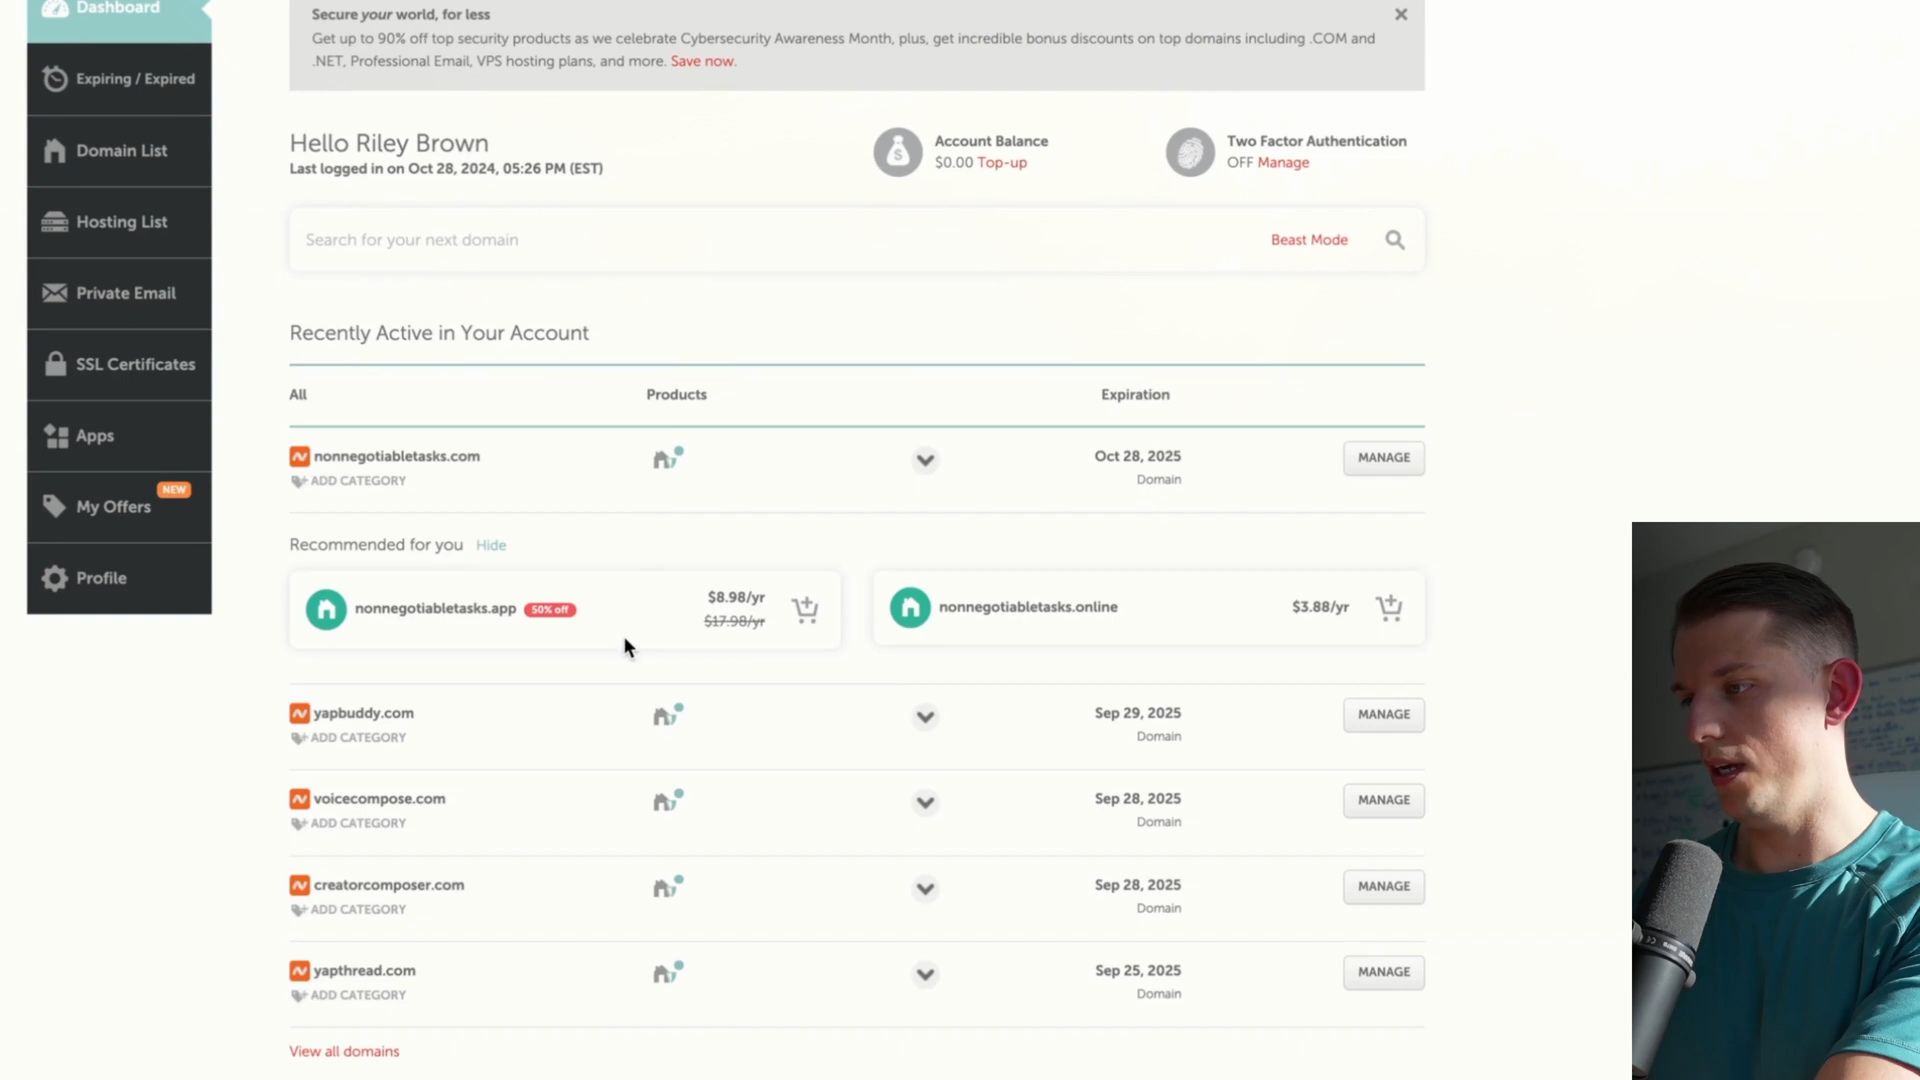 Dashboard
Expiring / Expired
Domain List
Hosting List
Private Email
SSL Certificates
Apps
NEW
My Offers
Profile
Secure your world, for less
Get up to 90% off top security products as we celebrate Cybersecurity Awareness Month, plus, get incredible bonus discounts on top domains including .COM and
.NET, Professional Email, VPS hosting plans, and more. Save now.
Hello Riley Brown
Last logged in on Oct 28, 2024, 05:26 PM (EST)
Account Balance
$0.00 Top-up
Two Factor Authentication
OFF Manage
Search for your next domain
Beast Mode
Recently Active in Your Account
All Products Expiration
nonnegotiabletasks.com Oct 28, 2025 MANAGE
ADD CATEGORY Domain
Recommended for you Hide
nonnegotiabletasks.app 50% off $8.98/yr
$17.98/yr
nonnegotiabletasks.online $3.88/yr
yapbuddy.com Sep 29, 2025 MANAGE
ADD CATEGORY Domain
voicecompose.com Sep 28, 2025 MANAGE
ADD CATEGORY Domain
creatorcomposer.com Sep 28, 2025 MANAGE
ADD CATEGORY Domain
yapthread.com Sep 25, 2025 MANAGE
ADD CATEGORY Domain
View all domains